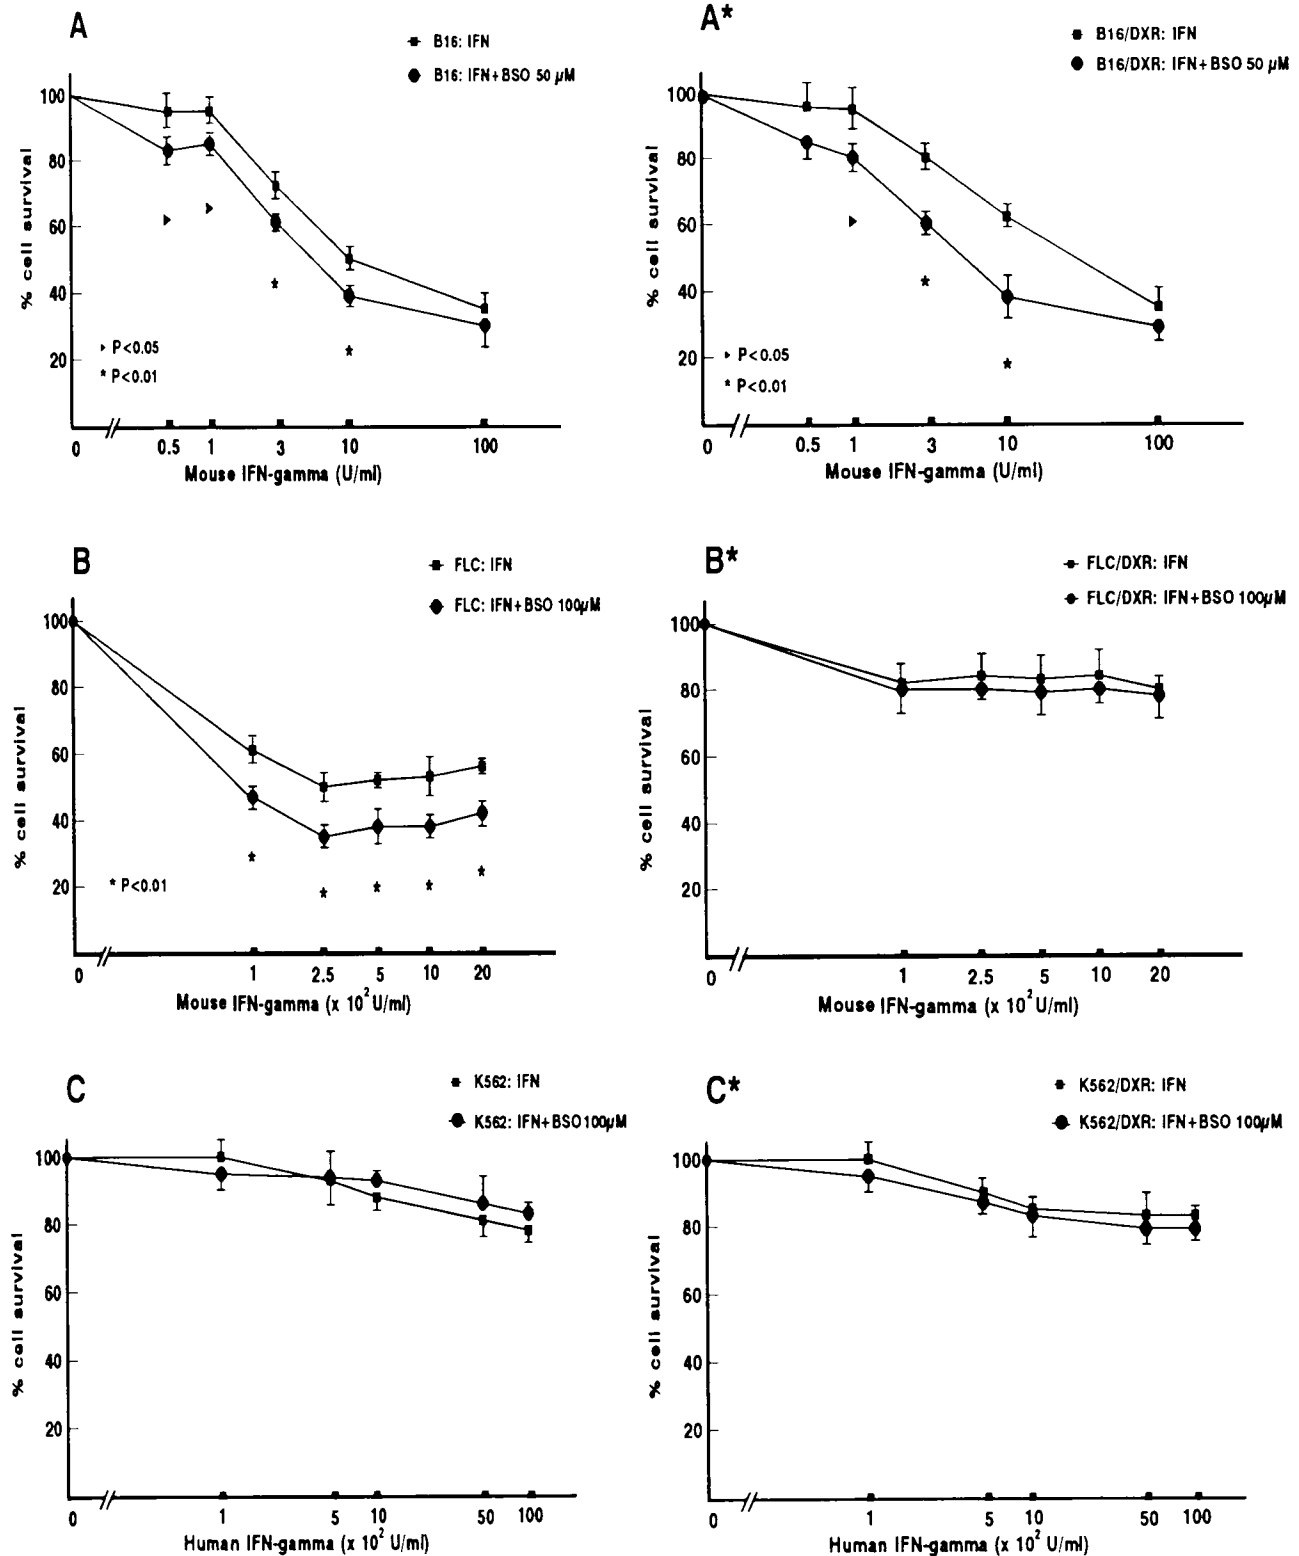 A
B16: IFN
B16: IFN+BSO 50 µM
100
80
60
40
20
% cell survival
▸ P<0.05
* P<0.01
0 0.5 1 3 10 100
Mouse IFN-gamma (U/ml)
A*
B16/DXR: IFN
B16/DXR: IFN+BSO 50 µM
100
80
60
40
20
% cell survival
▸ P<0.05
* P<0.01
0 0.5 1 3 10 100
Mouse IFN-gamma (U/ml)
B
FLC: IFN
FLC: IFN+BSO 100µM
100
80
60
40
20
% cell survival
* P<0.01
0 1 2.5 5 10 20
Mouse IFN-gamma (x 10² U/ml)
B*
FLC/DXR: IFN
FLC/DXR: IFN+BSO 100µM
100
80
60
40
20
% cell survival
0 1 2.5 5 10 20
Mouse IFN-gamma (x 10² U/ml)
C
K562: IFN
K562: IFN+BSO 100µM
100
80
60
40
20
% cell survival
0 1 5 10 50 100
Human IFN-gamma (x 10² U/ml)
C*
K562/DXR: IFN
K562/DXR: IFN+BSO 100µM
100
80
60
40
20
% cell survival
0 1 5 10 50 100
Human IFN-gamma (x 10² U/ml)